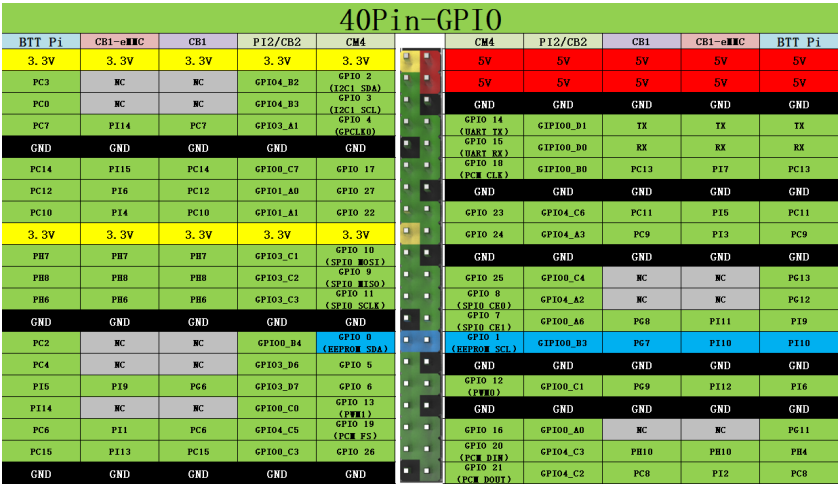 40Pin-GPIO
BTT Pi CB1-eMMC CB1 PI2/CB2 CM4 CM4 PI2/CB2 CB1 CB1-eMMC BTT Pi
3.3V 3.3V 3.3V 3.3V 3.3V 5V 5V 5V 5V 5V
PC3 NC NC GPIO4_B2 GPIO 2 (I2C1 SDA) 5V 5V 5V 5V 5V
PC0 NC NC GPIO4_B3 GPIO 3 (I2C1 SCL) GND GND GND GND GND
PC7 PI14 PC7 GPIO3_A1 GPIO 4 (GPCLK0) GPIO 14 (UART TX) GIPIO0_D1 TX TX TX
GND GND GND GND GND GPIO 15 (UART RX) GIPIO0_D0 RX RX RX
PC14 PI15 PC14 GPIO0_C7 GPIO 17 GPIO 18 (PCM CLK) GIPIO0_B0 PC13 PI7 PC13
PC12 PI6 PC12 GPIO1_A0 GPIO 27 GND GND GND GND GND
PC10 PI4 PC10 GPIO1_A1 GPIO 22 GPIO 23 GPIO4_C6 PC11 PI5 PC11
3.3V 3.3V 3.3V 3.3V 3.3V GPIO 24 GPIO4_A3 PC9 PI3 PC9
PH7 PH7 PH7 GPIO3_C1 GPIO 10 (SPI0 MOSI) GND GND GND GND GND
PH8 PH8 PH8 GPIO3_C2 GPIO 9 (SPI0 MISO) GPIO 25 GPIO0_C4 NC NC PG13
PH6 PH6 PH6 GPIO3_C3 GPIO 11 (SPI0 SCLK) GPIO 8 (SPI0 CE0) GPIO4_A2 NC NC PG12
GND GND GND GND GND GPIO 7 (SPI0 CE1) GPIO0_A6 PG8 PI11 PI9
PC2 NC NC GPIO0_B4 GPIO 0 (EEPROM SDA) GPIO 1 (EEPROM SCL) GIPIO0_B3 PG7 PI10 PI10
PC4 NC NC GPIO3_D6 GPIO 5 GND GND GND GND GND
PI5 PI9 PG6 GPIO3_D7 GPIO 6 GPIO 12 (PWM0) GPIO0_C1 PG9 PI12 PI6
PI14 NC NC GPIO0_C0 GPIO 13 (PWM1) GND GND GND GND GND
PC6 PI1 PC6 GPIO4_C5 GPIO 19 (PCM FS) GPIO 16 GPIO0_A0 NC NC PG11
PC15 PI13 PC15 GPIO0_C3 GPIO 26 GPIO 20 (PCM DIN) GPIO4_C3 PH10 PH10 PH4
GND GND GND GND GND GPIO 21 (PCM DOUT) GPIO4_C2 PC8 PI2 PC8